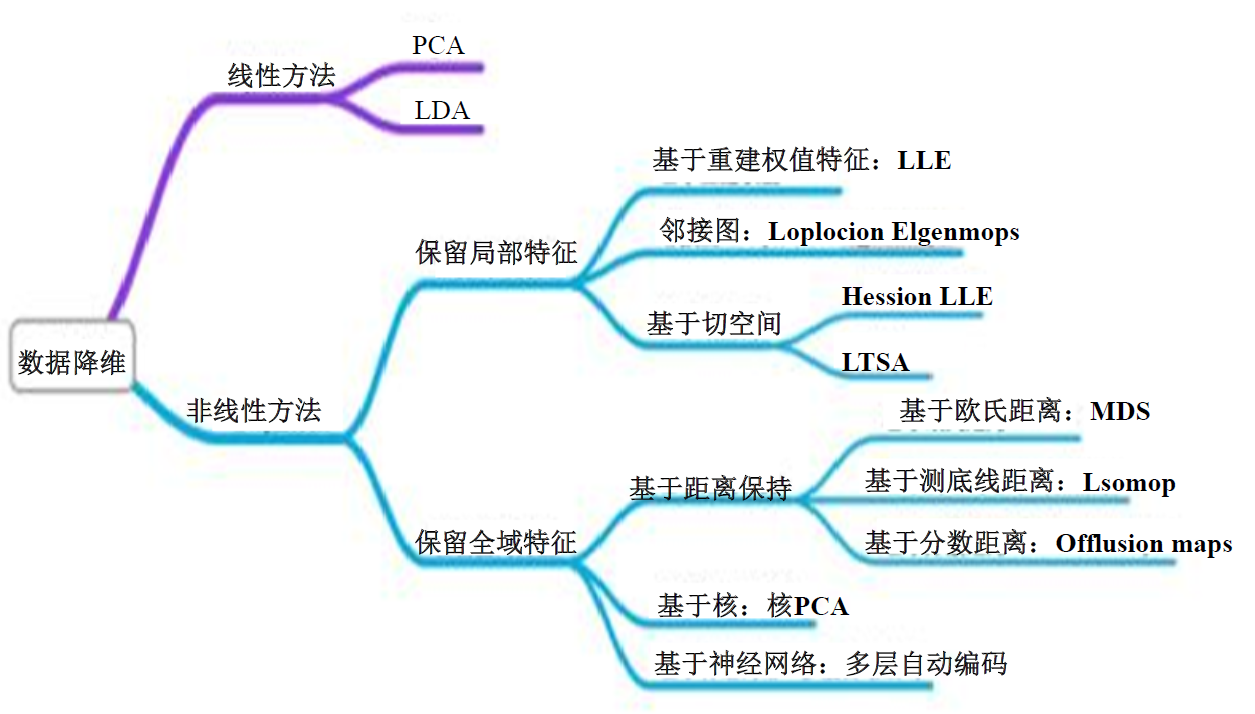 PCA
线性方法
LDA
基于重建权值特征：LLE
邻接图：Loplocion Elgenmops
保留局部特征
Hession LLE
基于切空间
LTSA
数据降维
非线性方法
基于欧氏距离：MDS
基于距离保持
基于测底线距离：Lsomop
保留全域特征
基于分数距离：Offlusion maps
基于核：核PCA
基于神经网络：多层自动编码